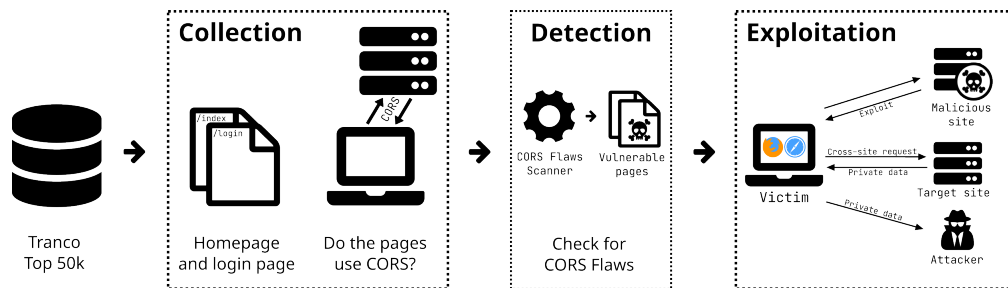 Collection
Detection
Exploitation
/index
/login
CORS
CORS Flaws
Scanner
Vulnerable
pages
Exploit
Malicious
site
Cross-site request
Private data
Target site
Victim
Private data
Attacker
Tranco
Top 50k
Homepage
and login page
Do the pages
use CORS?
Check for
CORS Flaws